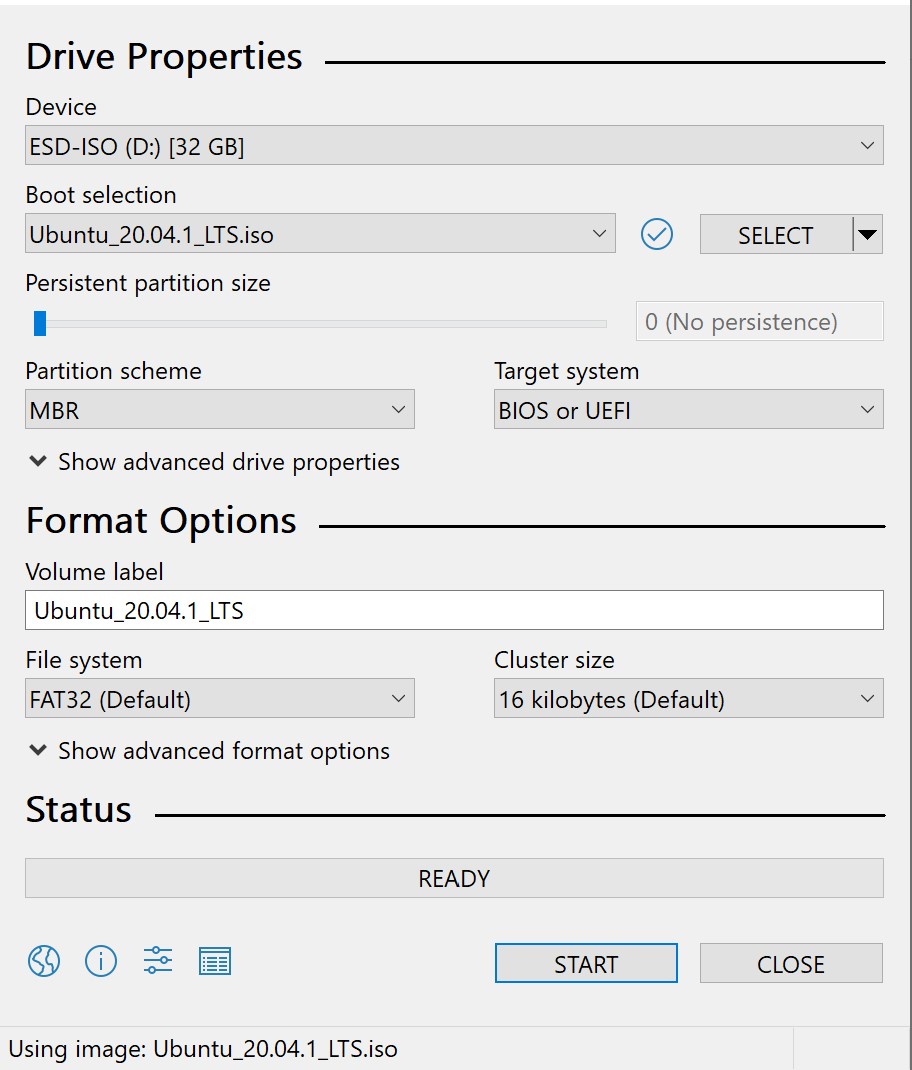 Drive Properties
Device
ESD-ISO (D:) [32 GB]
Boot selection
Ubuntu_20.04.1_LTS.iso
SELECT
Persistent partition size
0 (No persistence)
Partition scheme
Target system
MBR
BIOS or UEFI
Show advanced drive properties
Format Options
Volume label
Ubuntu_20.04.1_LTS
File system
Cluster size
FAT32 (Default)
16 kilobytes (Default)
Show advanced format options
Status
READY
START
CLOSE
Using image: Ubuntu_20.04.1_LTS.iso